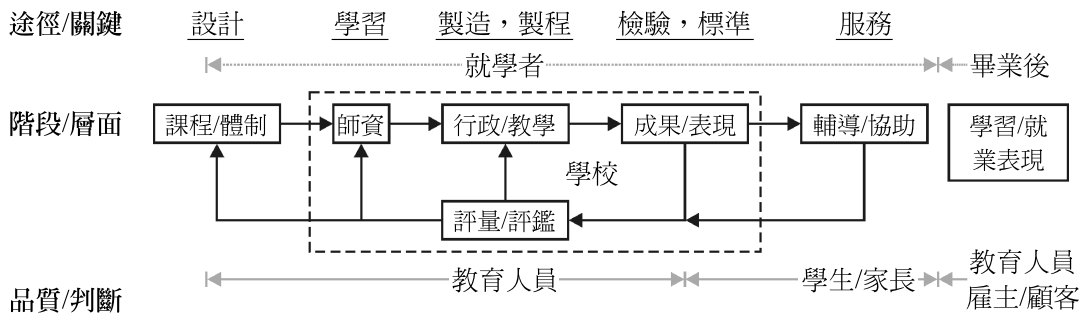 途徑/關鍵 設計 學習 製造，製程 檢驗，標準 服務
就學者 畢業後
階段/層面 課程/體制 師資 行政/教學 成果/表現 輔導/協助 學習/就
業表現
學校
評量/評鑑
教育人員 學生/家長 教育人員
品質/判斷 雇主/顧客